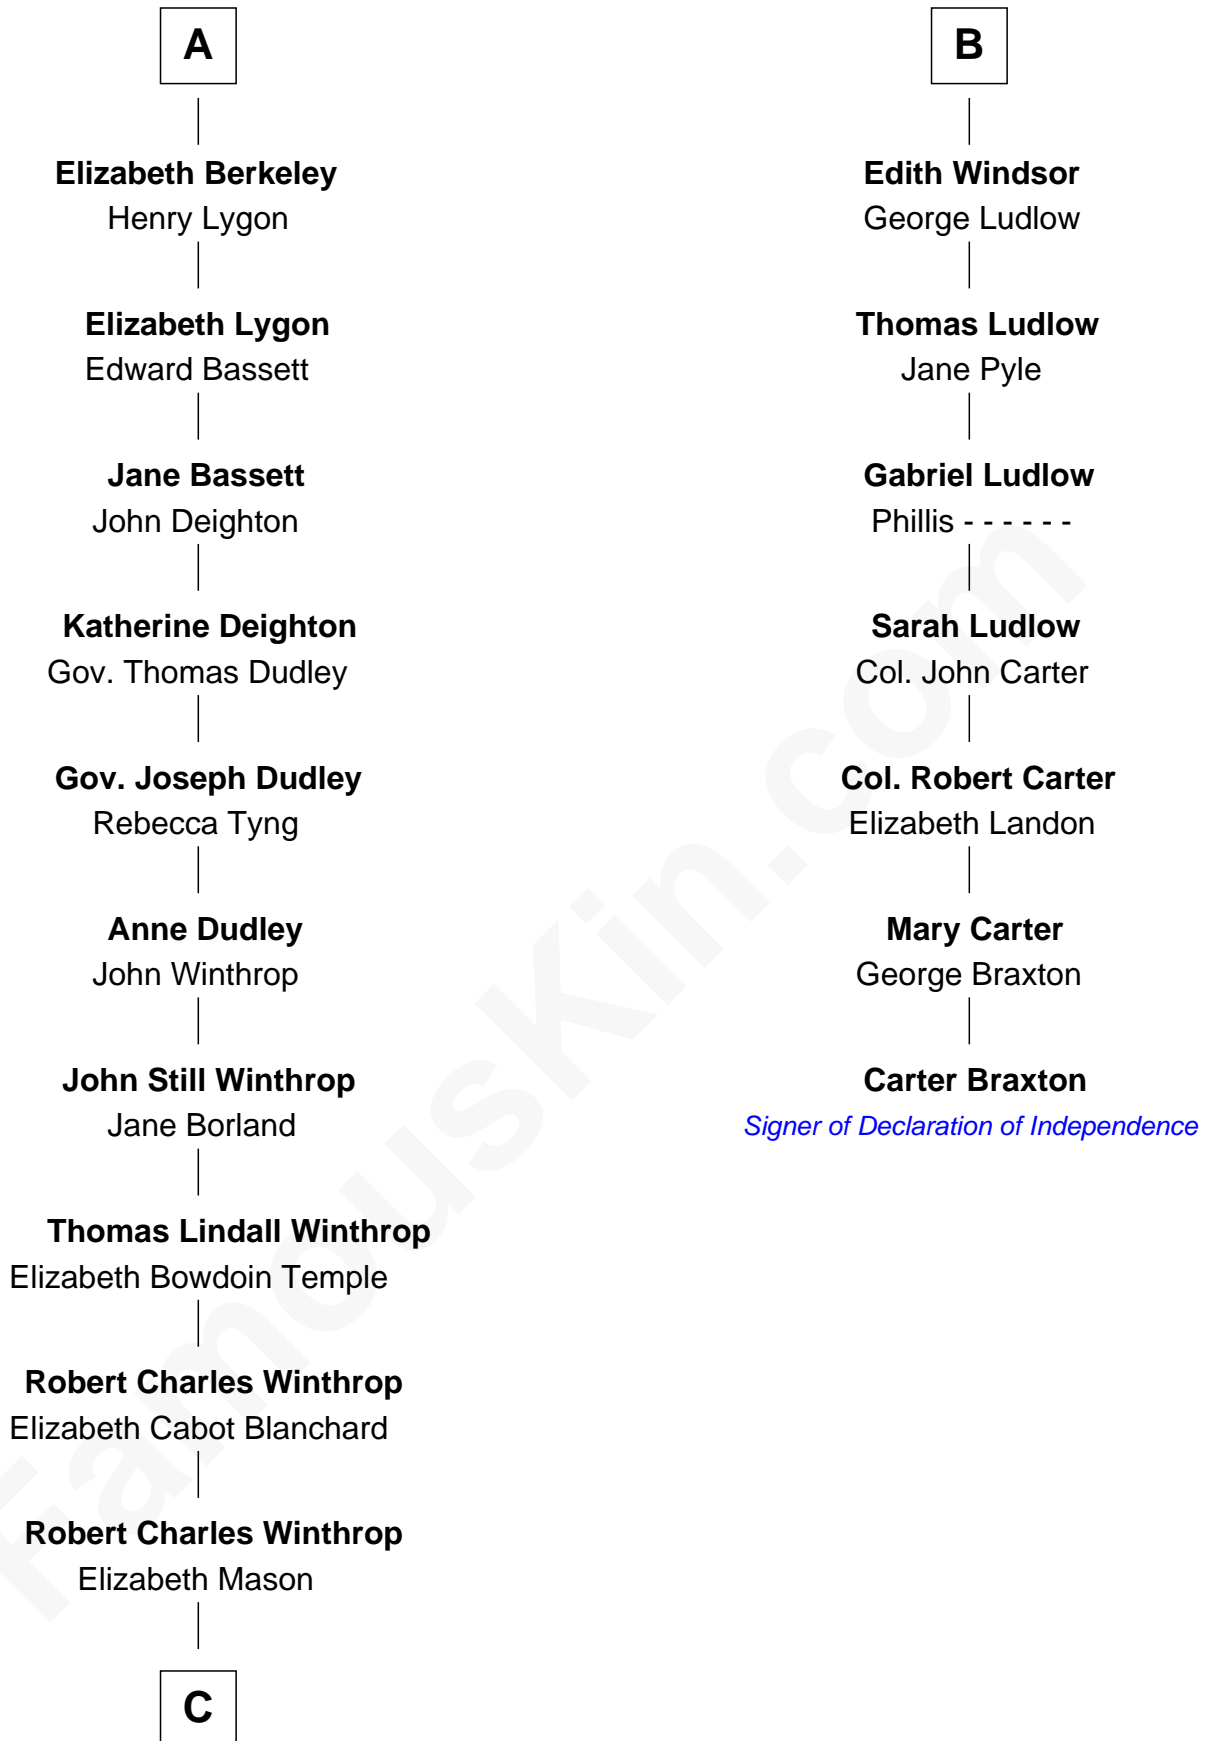 A
Elizabeth Berkeley
Henry Lygon
Elizabeth Lygon
Edward Bassett
Jane Bassett
John Deighton
Katherine Deighton
Gov. Thomas Dudley
Gov. Joseph Dudley
Rebecca Tyng
Anne Dudley
John Winthrop
John Still Winthrop
Jane Borland
Thomas Lindall Winthrop
Elizabeth Bowdoin Temple
Robert Charles Winthrop
Elizabeth Cabot Blanchard
Robert Charles Winthrop
Elizabeth Mason
C
B
Edith Windsor
George Ludlow
Thomas Ludlow
Jane Pyle
Gabriel Ludlow
Phillis - - - - - -
Sarah Ludlow
Col. John Carter
Col. Robert Carter
Elizabeth Landon
Mary Carter
George Braxton
Carter Braxton
Signer of Declaration of Independence
FamousKin.com